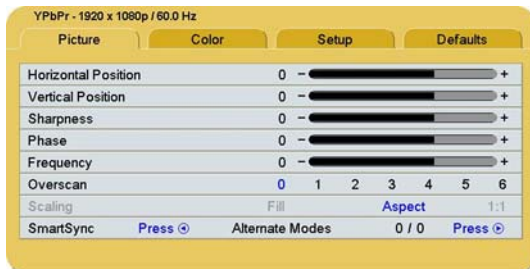 YPbPr - 1920 x 1080p / 60.0 Hz
Picture Color Setup Defaults
Horizontal Position 0 - +
Vertical Position 0 - +
Sharpness 0 - +
Phase 0 - +
Frequency 0 - +
Overscan 0 1 2 3 4 5 6
Scaling Fill Aspect 1:1
SmartSync Press Alternate Modes 0 / 0 Press